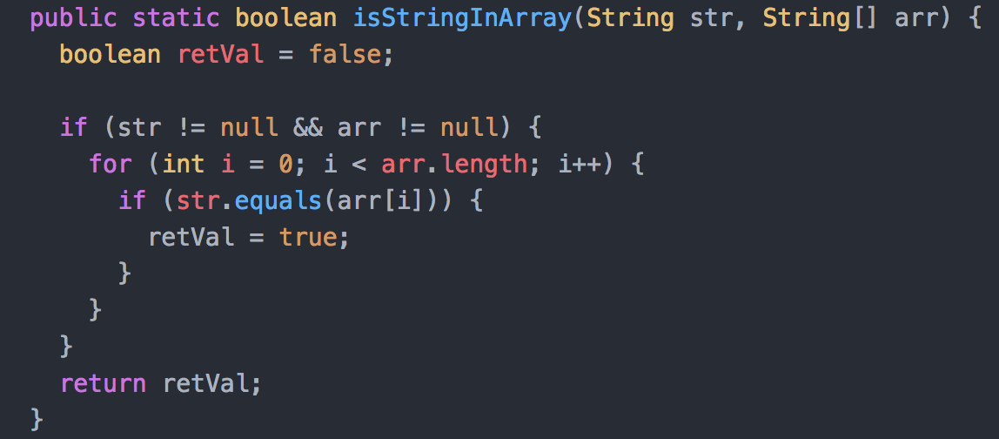 public static boolean isStringInArray(String str, String[] arr) {
  boolean retVal = false;

  if (str != null && arr != null) {
    for (int i = 0; i < arr.length; i++) {
      if (str.equals(arr[i])) {
        retVal = true;
      }
    }
  }
  return retVal;
}